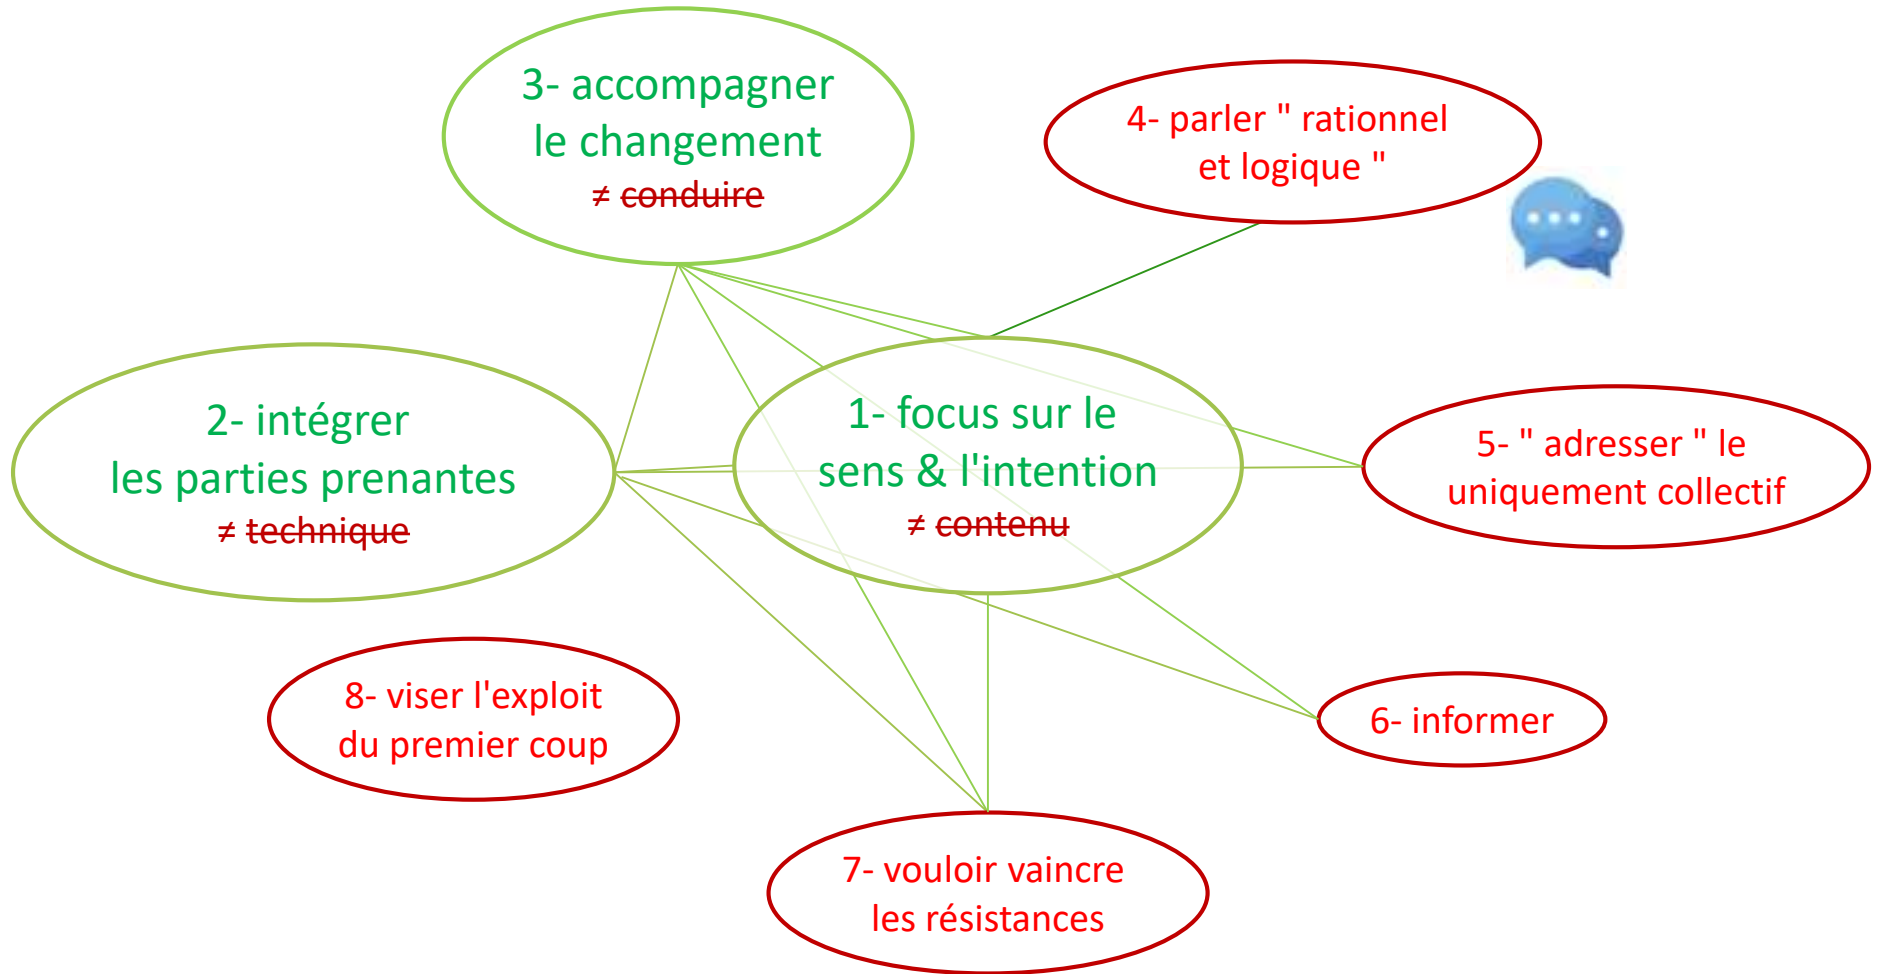 3- accompagner
le changement
≠ conduire
4- parler " rationnel
et logique "
2- intégrer
les parties prenantes
≠ technique
1- focus sur le
sens & l'intention
≠ contenu
5- " adresser " le
uniquement collectif
8- viser l'exploit
du premier coup
6- informer
7- vouloir vaincre
les résistances